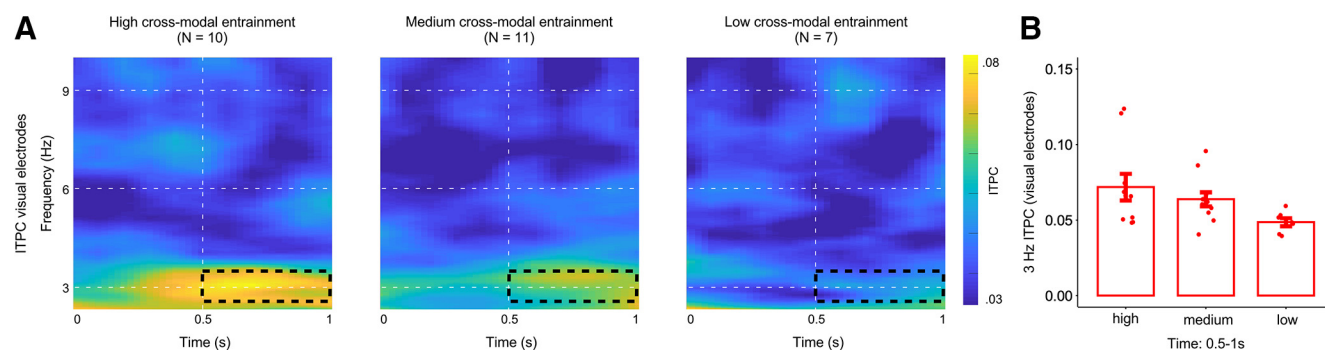 A
High cross-modal entrainment
(N = 10)
Medium cross-modal entrainment
(N = 11)
Low cross-modal entrainment
(N = 7)
ITPC visual electrodes
Frequency (Hz)
9
6
3
0
0.5
1
Time (s)
0
0.5
1
Time (s)
0
0.5
1
Time (s)
.08
ITPC
.03
B
3 Hz ITPC (visual electrodes)
0.15
0.10
0.05
0.00
high
medium
low
Time: 0.5-1s